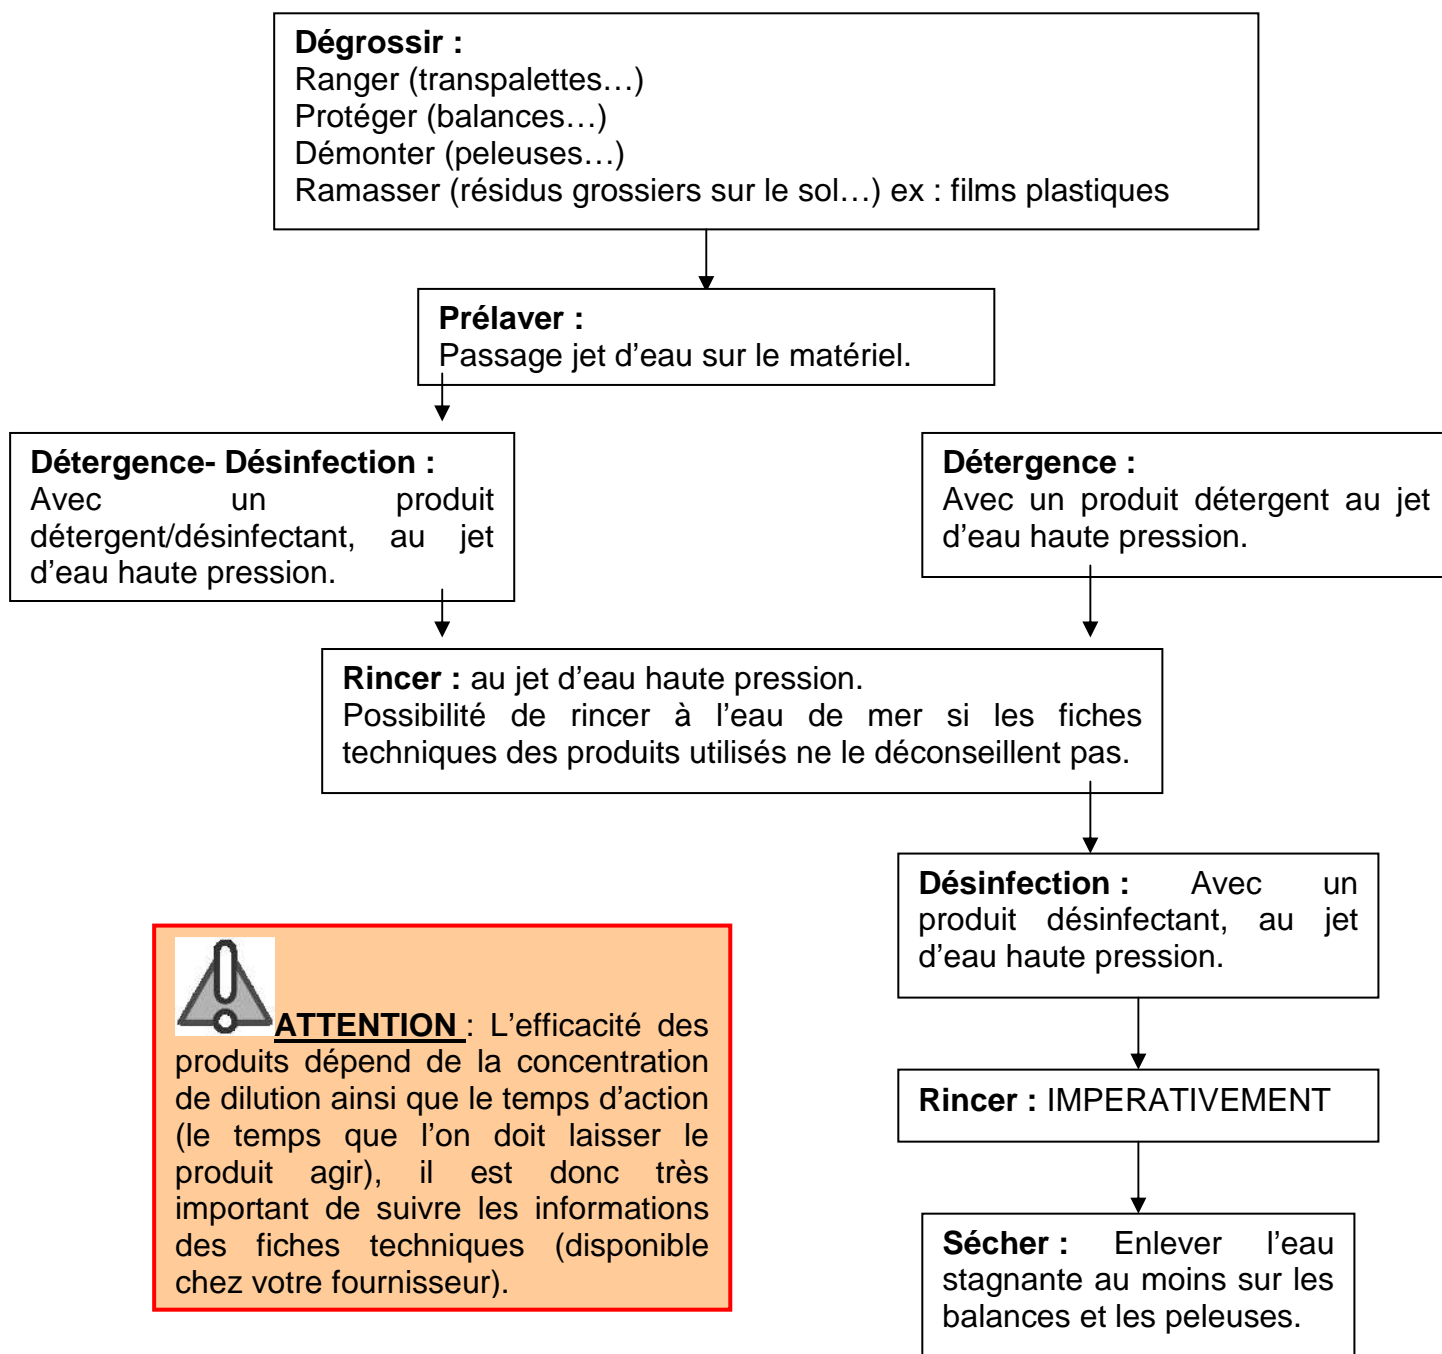 Dégrossir :
Ranger (transpalettes…)
Protéger (balances…)
Démonter (peleuses…)
Ramasser (résidus grossiers sur le sol…) ex : films plastiques
Prélaver :
Passage jet d’eau sur le matériel.
Détergence- Désinfection :
Avec un produit
détergent/désinfectant, au jet
d’eau haute pression.
Détergence :
Avec un produit détergent au jet
d’eau haute pression.
Rincer : au jet d’eau haute pression.
Possibilité de rincer à l’eau de mer si les fiches
techniques des produits utilisés ne le déconseillent pas.
Désinfection : Avec un
produit désinfectant, au jet
d’eau haute pression.
ATTENTION : L’efficacité des
produits dépend de la concentration
de dilution ainsi que le temps d’action
(le temps que l’on doit laisser le
produit agir), il est donc très
important de suivre les informations
des fiches techniques (disponible
chez votre fournisseur).
Rincer : IMPERATIVEMENT
Sécher : Enlever l’eau
stagnante au moins sur les
balances et les peleuses.